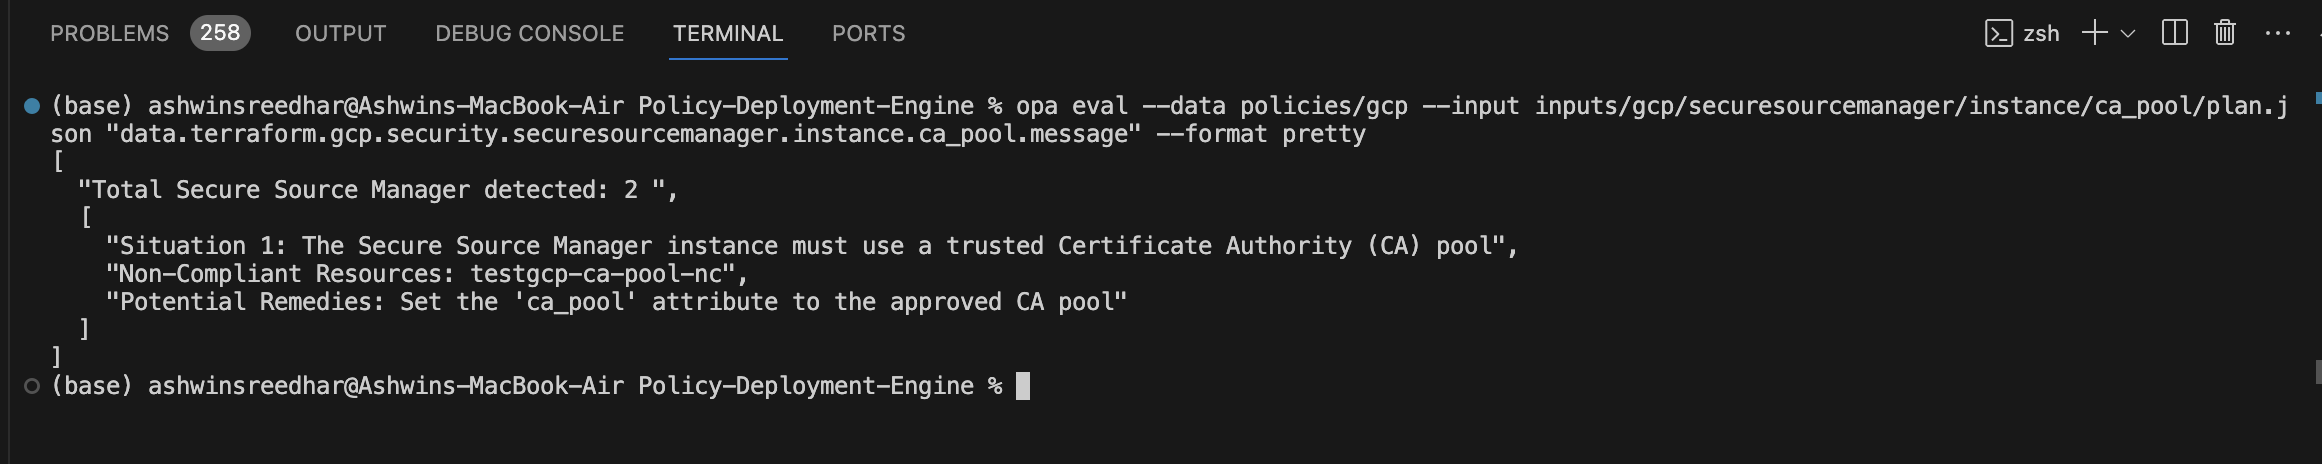 PROBLEMS 258 OUTPUT DEBUG CONSOLE TERMINAL PORTS zsh
(base) ashwinsreedhar@Ashwins-MacBook-Air Policy-Deployment-Engine % opa eval --data policies/gcp --input inputs/gcp/securesourcemanager/instance/ca_pool/plan.j
son "data.terraform.gcp.security.securesourcemanager.instance.ca_pool.message" --format pretty
[
  "Total Secure Source Manager detected: 2 ",
  [
    "Situation 1: The Secure Source Manager instance must use a trusted Certificate Authority (CA) pool",
    "Non-Compliant Resources: testgcp-ca-pool-nc",
    "Potential Remedies: Set the 'ca_pool' attribute to the approved CA pool"
  ]
]
(base) ashwinsreedhar@Ashwins-MacBook-Air Policy-Deployment-Engine %